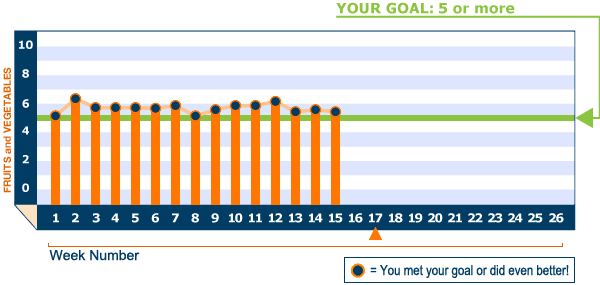 YOUR GOAL: 5 or more
FRUITS and VEGETABLES
10
8
6
4
2
0
1 2 3 4 5 6 7 8 9 10 11 12 13 14 15 16 17 18 19 20 21 22 23 24 25 26
Week Number
= You met your goal or did even better!